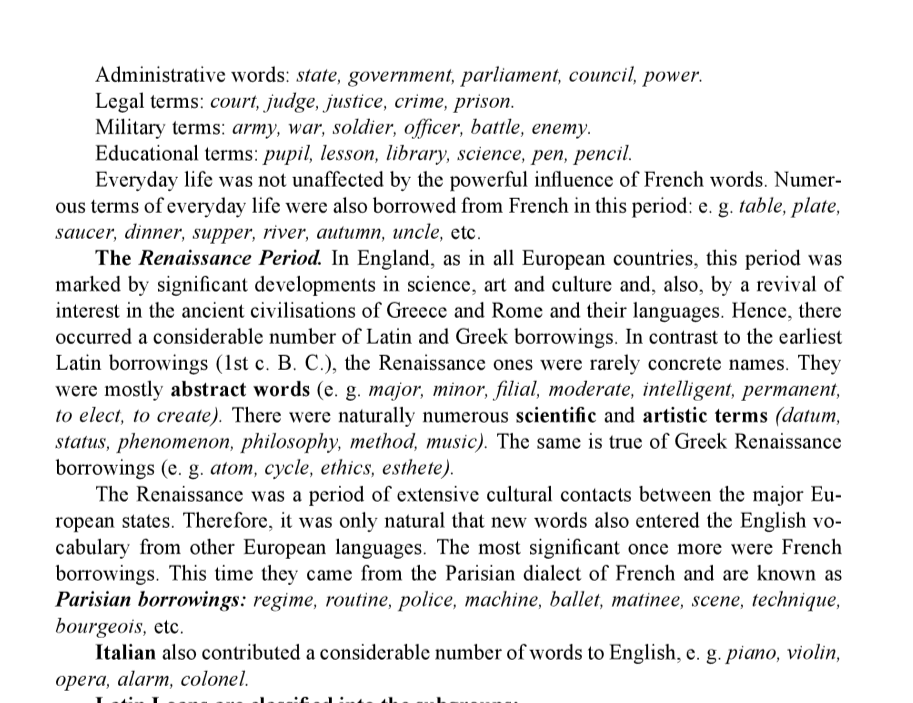 Administrative words: state, government, parliament, council, power.
Legal terms: court, judge, justice, crime, prison.
Military terms: army, war, soldier, officer, battle, enemy.
Educational terms: pupil, lesson, library, science, pen, pencil.
Everyday life was not unaffected by the powerful influence of French words. Numer-
ous terms of everyday life were also borrowed from French in this period: e. g. table, plate,
saucer, dinner, supper, river, autumn, uncle, etc.
The Renaissance Period. In England, as in all European countries, this period was
marked by significant developments in science, art and culture and, also, by a revival of
interest in the ancient civilisations of Greece and Rome and their languages. Hence, there
occurred a considerable number of Latin and Greek borrowings. In contrast to the earliest
Latin borrowings (1st c. B. C.), the Renaissance ones were rarely concrete names. They
were mostly abstract words (e. g. major, minor, filial, moderate, intelligent, permanent,
to elect, to create). There were naturally numerous scientific and artistic terms (datum,
status, phenomenon, philosophy, method, music). The same is true of Greek Renaissance
borrowings (e. g. atom, cycle, ethics, esthete).
The Renaissance was a period of extensive cultural contacts between the major Eu-
ropean states. Therefore, it was only natural that new words also entered the English vo-
cabulary from other European languages. The most significant once more were French
borrowings. This time they came from the Parisian dialect of French and are known as
Parisian borrowings: regime, routine, police, machine, ballet, matinee, scene, technique,
bourgeois, etc.
Italian also contributed a considerable number of words to English, e. g. piano, violin,
opera, alarm, colonel.
Latin Loans are classified into the subgroups: